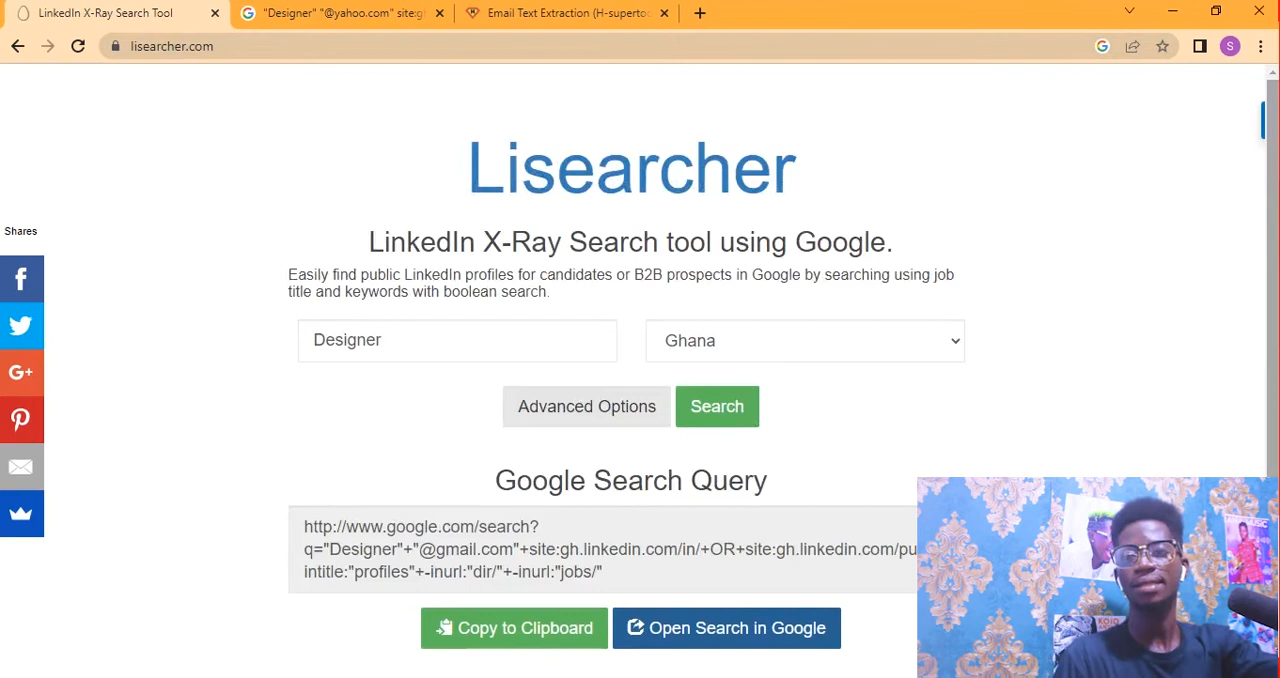 LinkedIn X-Ray Search Tool
"Designer" "@yahoo.com" site:g
Email Text Extraction (H-supertoo
lisearcher.com
S
Lisearcher
LinkedIn X-Ray Search tool using Google.
Shares
Easily find public LinkedIn profiles for candidates or B2B prospects in Google by searching using job
title and keywords with boolean search.
Designer
Ghana
Advanced Options
Search
Google Search Query
http://www.google.com/search?
q="Designer"+"@gmail.com"+site:gh.linkedin.com/in/+OR+site:gh.linkedin.com/pu
intitle:"profiles"+-inurl:"dir/"+-inurl:"jobs/"
Copy to Clipboard
Open Search in Google
MUSIC